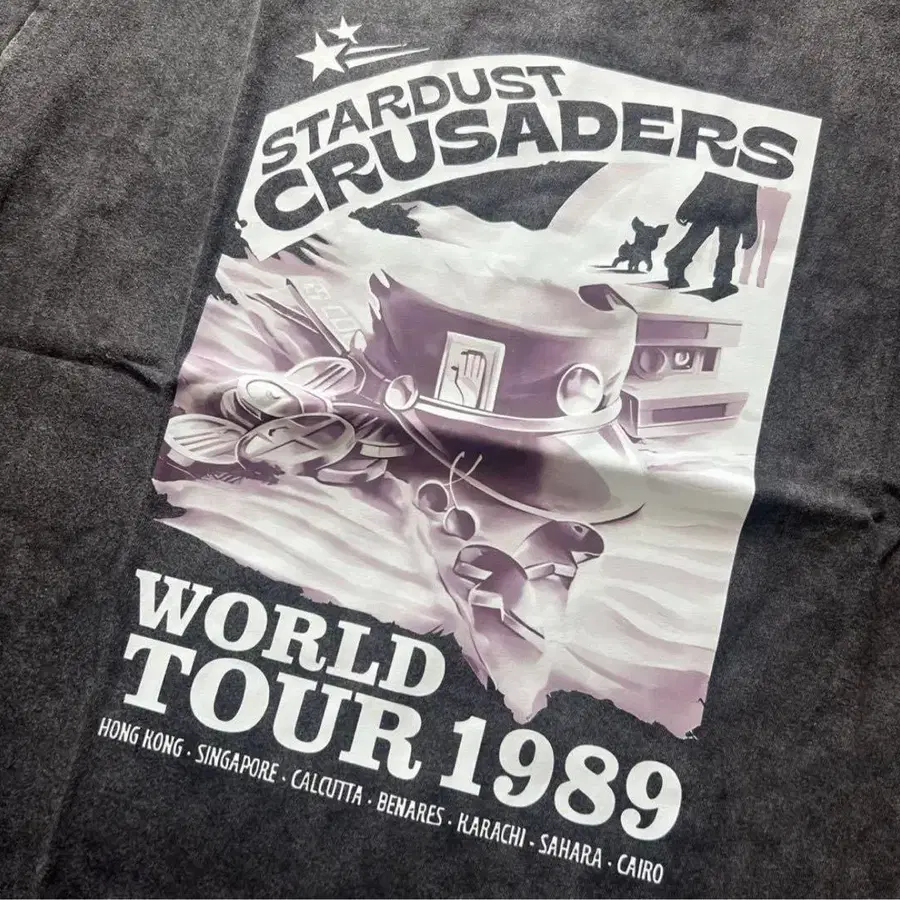 STARDUST
CRUSADERS
WORLD
TOUR 1989
HONG KONG · SINGAPORE · CALCUTTA · BENARES · KARACHI · SAHARA · CAIRO